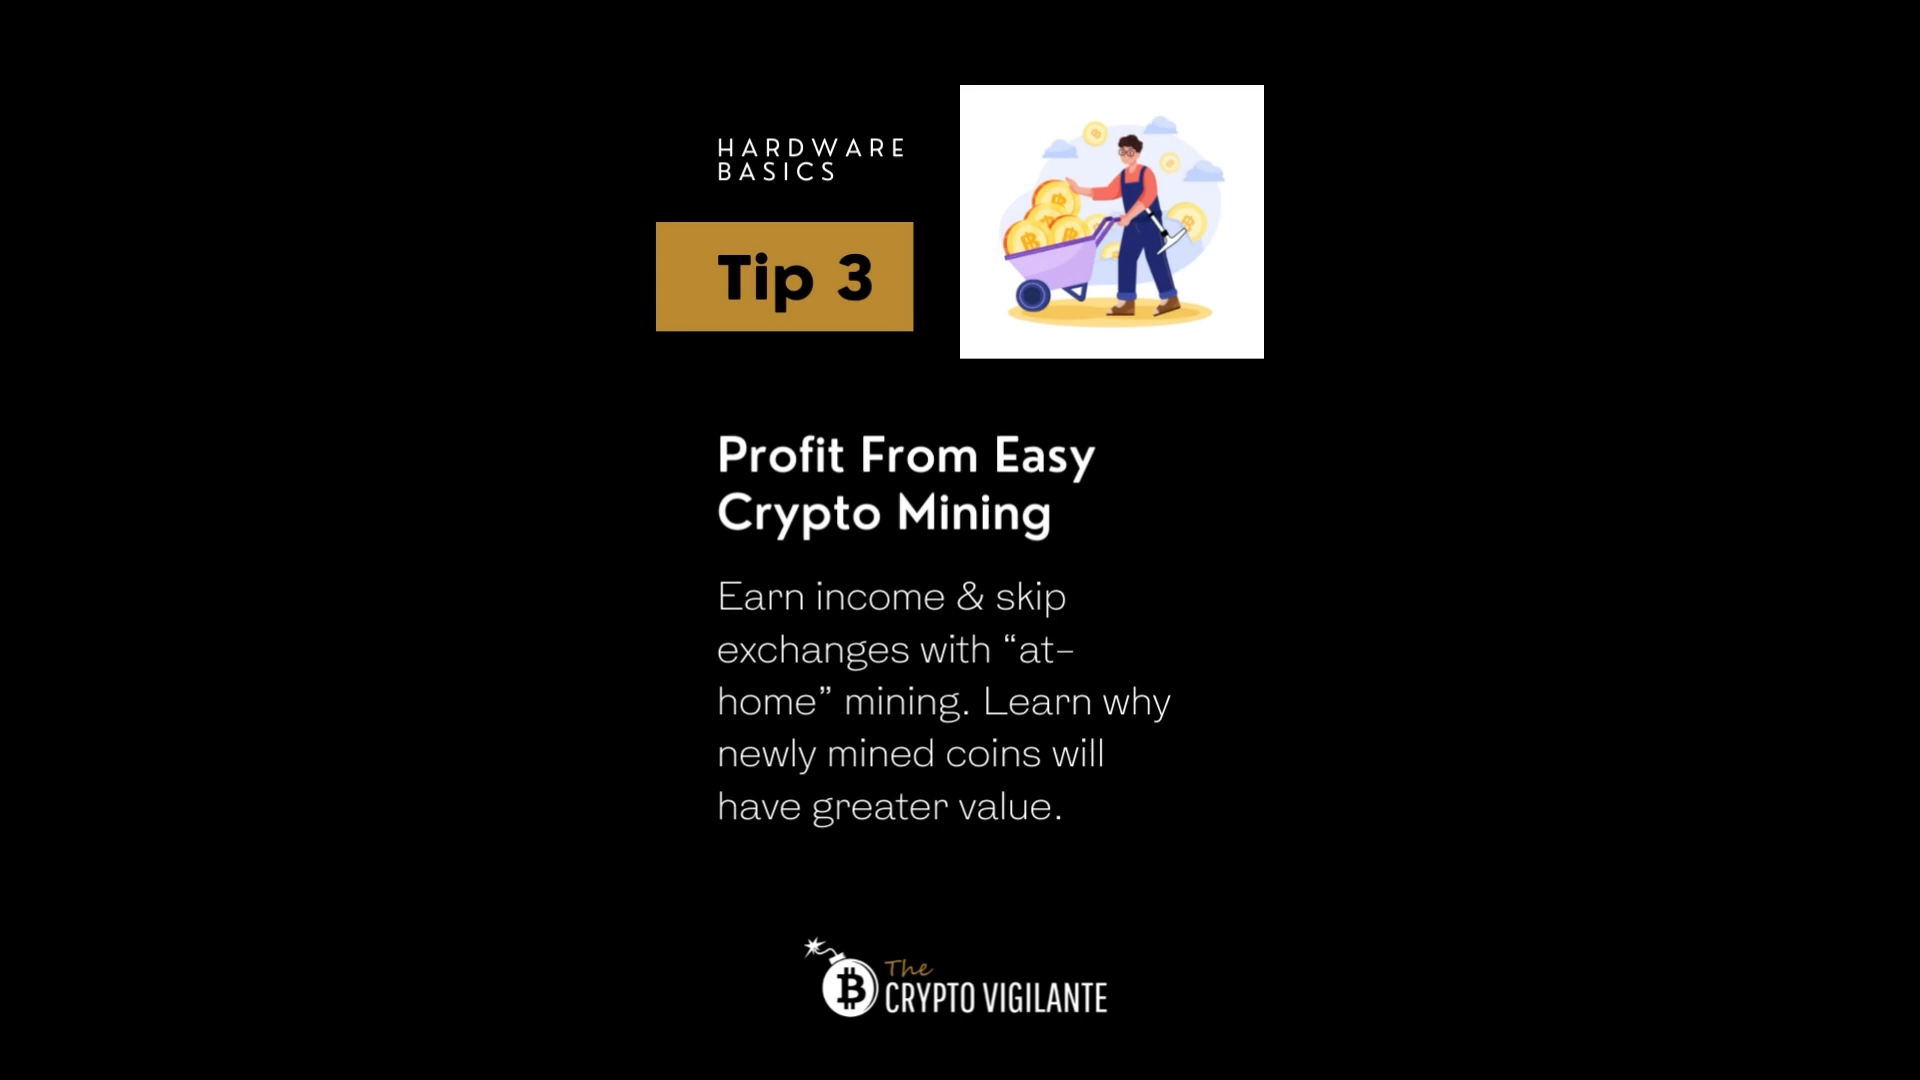 HARDWARE
BASICS
Tip 3
Profit From Easy
Crypto Mining
Earn income & skip
exchanges with “at-
home” mining. Learn why
newly mined coins will
have greater value.
The
CRYPTO VIGILANTE